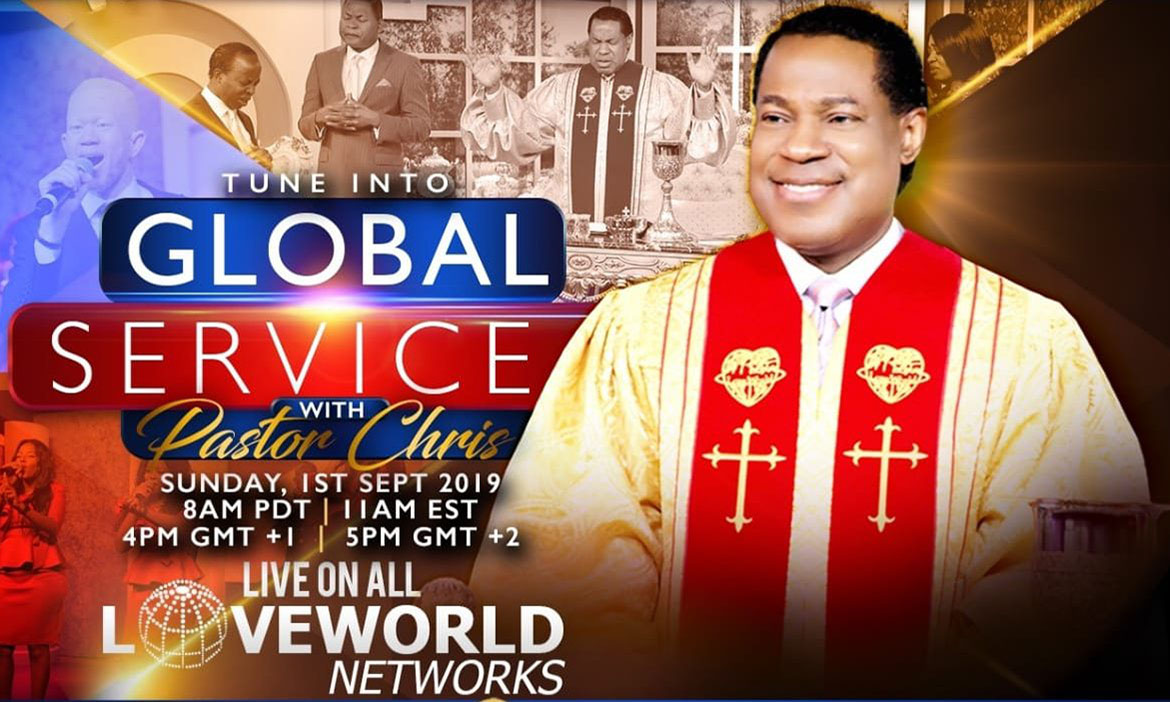 TUNE INTO
GLOBAL
SERVICE
WITH
Pastor Chris
SUNDAY, 1ST SEPT 2019
8AM PDT | 11AM EST
4PM GMT +1 | 5PM GMT +2
LIVE ON ALL
LOVEWORLD
NETWORKS